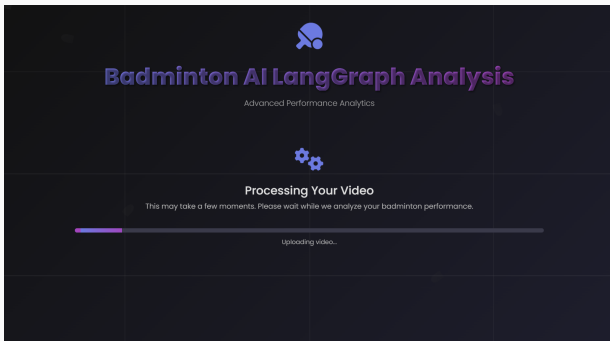 Badminton AI LangGraph Analysis
Advanced Performance Analytics
Processing Your Video
This may take a few moments. Please wait while we analyze your badminton performance.
Uploading video...